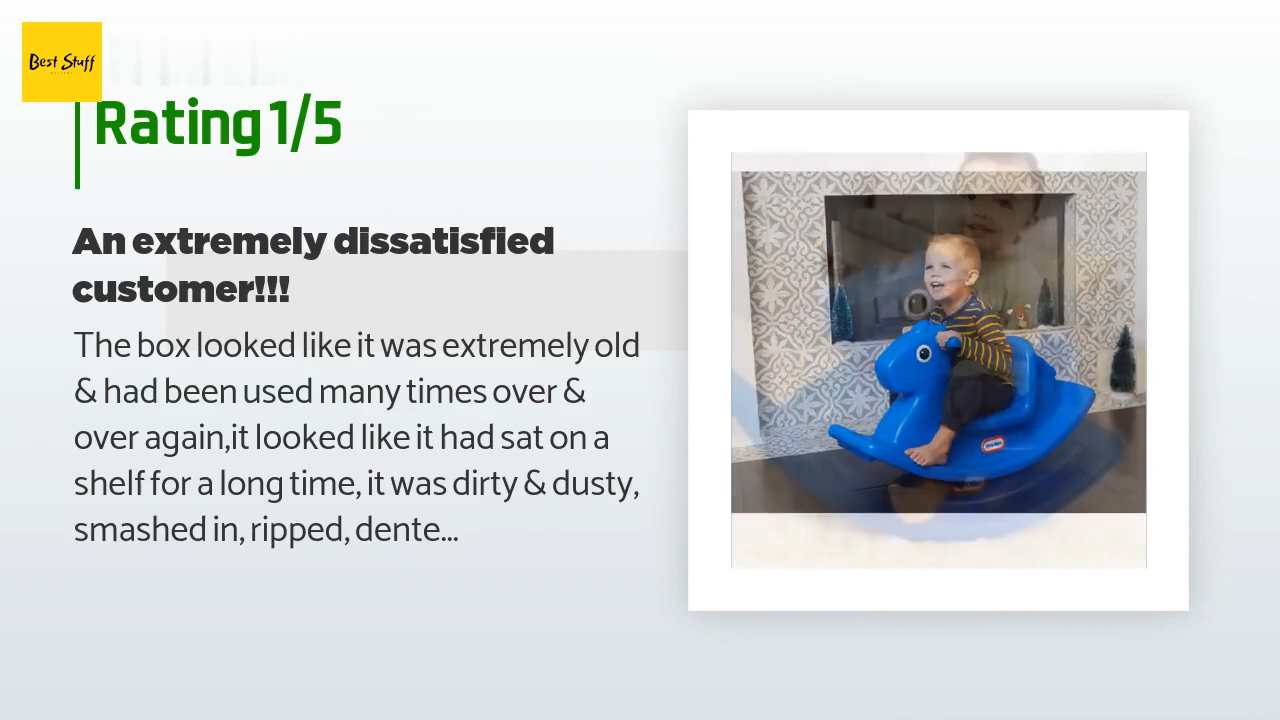 Best Stuff
Rating 1/5
An extremely dissatisfied
customer!!!
The box looked like it was extremely old
& had been used many times over &
over again,it looked like it had sat on a
shelf for a long time, it was dirty & dusty,
smashed in, ripped, dente...